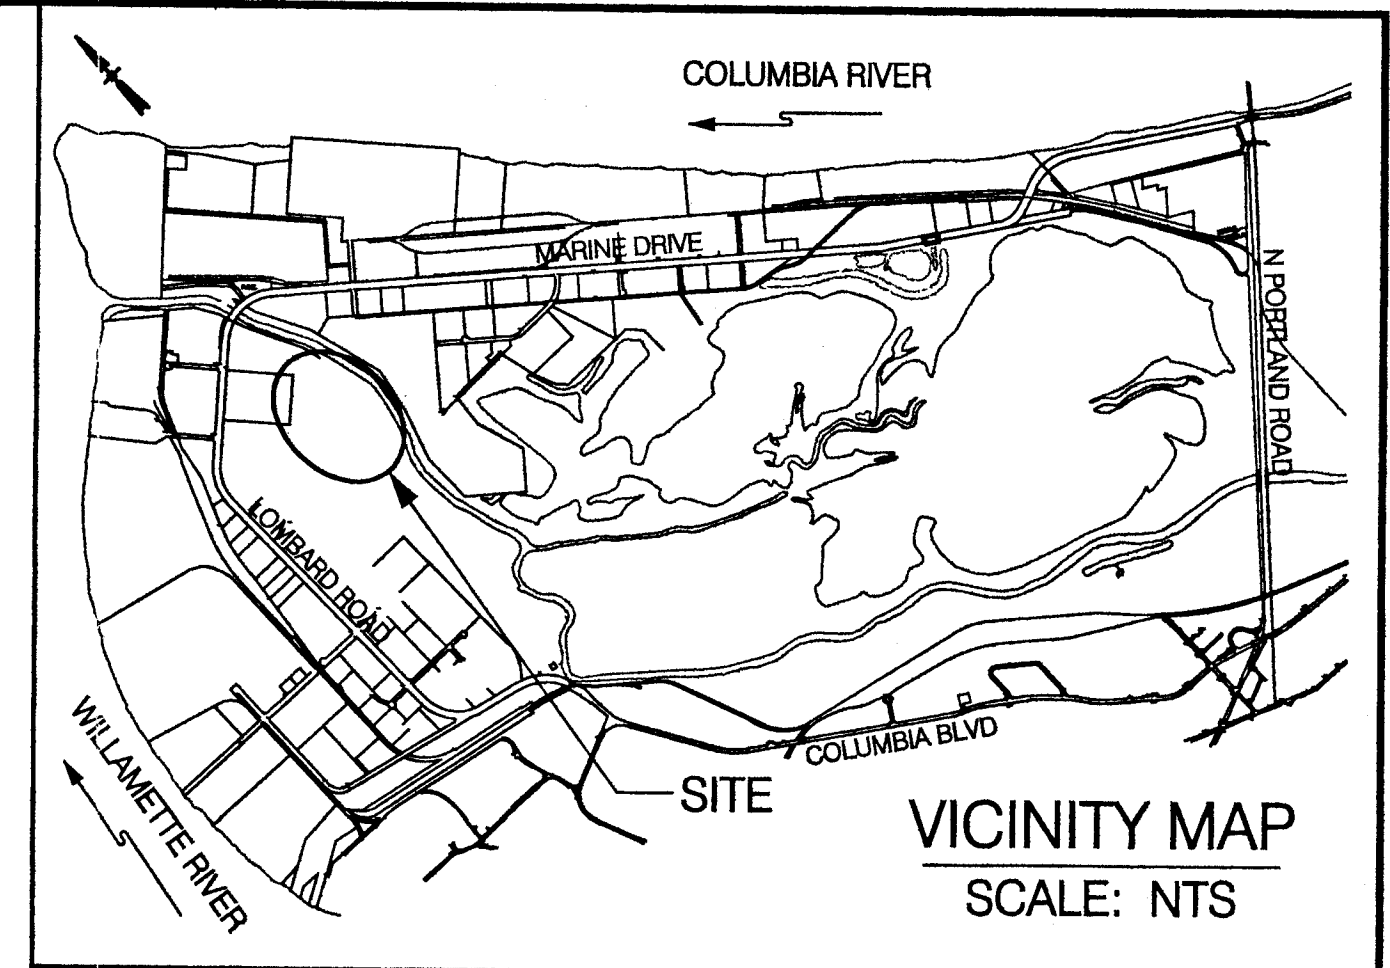 COLUMBIA RIVER
MARINE DRIVE
N PORTLAND ROAD
LOMBARD ROAD
WILLAMETTE RIVER
COLUMBIA BLVD
SITE
VICINITY MAP
SCALE: NTS